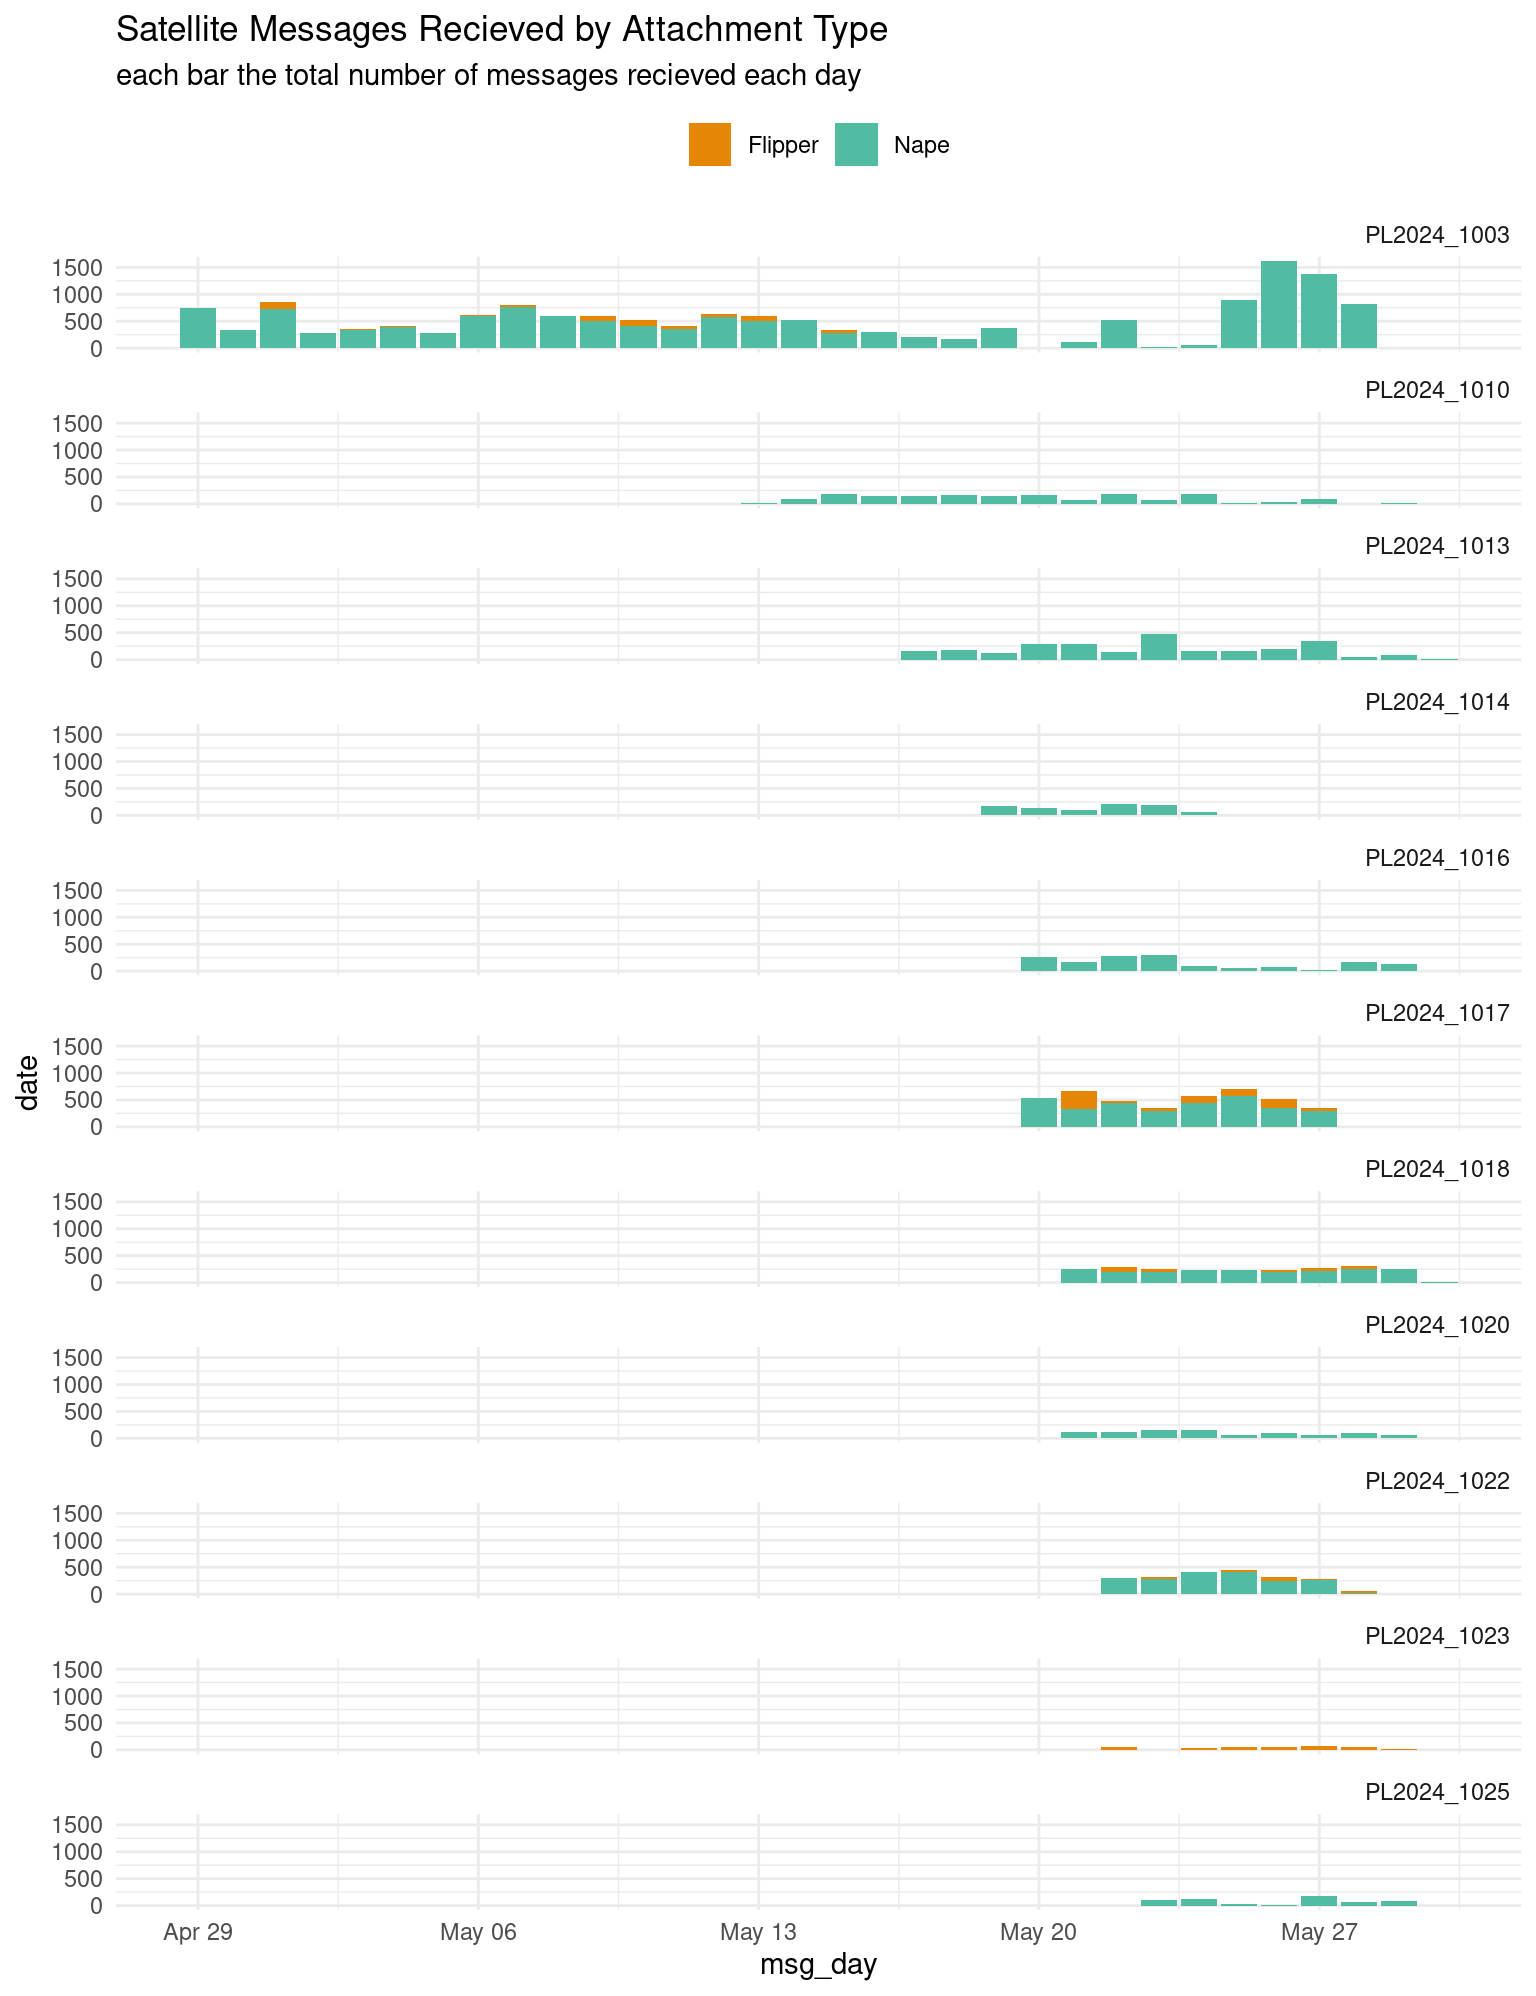 Satellite Messages Recieved by Attachment Type
each bar the total number of messages recieved each day
Flipper Nape
PL2024_1003
1500
1000
500
0
PL2024_1010
1500
1000
500
0
PL2024_1013
1500
1000
500
0
PL2024_1014
1500
1000
500
0
PL2024_1016
1500
1000
500
0
PL2024_1017
1500
1000
500
0
date
PL2024_1018
1500
1000
500
0
PL2024_1020
1500
1000
500
0
PL2024_1022
1500
1000
500
0
PL2024_1023
1500
1000
500
0
PL2024_1025
1500
1000
500
0
Apr 29 May 06 May 13 May 20 May 27
msg_day